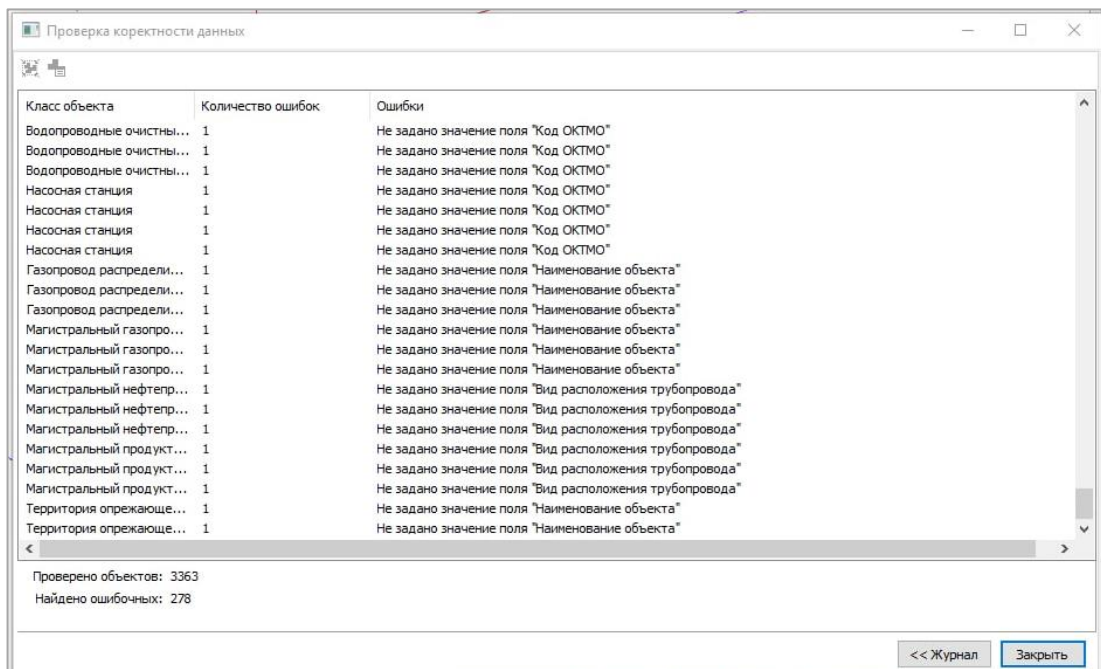 Проверка коректности данных
Класс объекта Количество ошибок Ошибки
Водопроводные очистны... 1 Не задано значение поля "Код ОКТМО"
Водопроводные очистны... 1 Не задано значение поля "Код ОКТМО"
Водопроводные очистны... 1 Не задано значение поля "Код ОКТМО"
Насосная станция 1 Не задано значение поля "Код ОКТМО"
Насосная станция 1 Не задано значение поля "Код ОКТМО"
Насосная станция 1 Не задано значение поля "Код ОКТМО"
Насосная станция 1 Не задано значение поля "Код ОКТМО"
Газопровод распредели... 1 Не задано значение поля "Наименование объекта"
Газопровод распредели... 1 Не задано значение поля "Наименование объекта"
Газопровод распредели... 1 Не задано значение поля "Наименование объекта"
Магистральный газопро... 1 Не задано значение поля "Наименование объекта"
Магистральный газопро... 1 Не задано значение поля "Наименование объекта"
Магистральный газопро... 1 Не задано значение поля "Наименование объекта"
Магистральный нефтепр... 1 Не задано значение поля "Вид расположения трубопровода"
Магистральный нефтепр... 1 Не задано значение поля "Вид расположения трубопровода"
Магистральный нефтепр... 1 Не задано значение поля "Вид расположения трубопровода"
Магистральный продукт... 1 Не задано значение поля "Вид расположения трубопровода"
Магистральный продукт... 1 Не задано значение поля "Вид расположения трубопровода"
Магистральный продукт... 1 Не задано значение поля "Вид расположения трубопровода"
Территория опрежающе... 1 Не задано значение поля "Наименование объекта"
Территория опрежающе... 1 Не задано значение поля "Наименование объекта"
Проверено объектов: 3363
Найдено ошибочных: 278
<< Журнал Закрыть